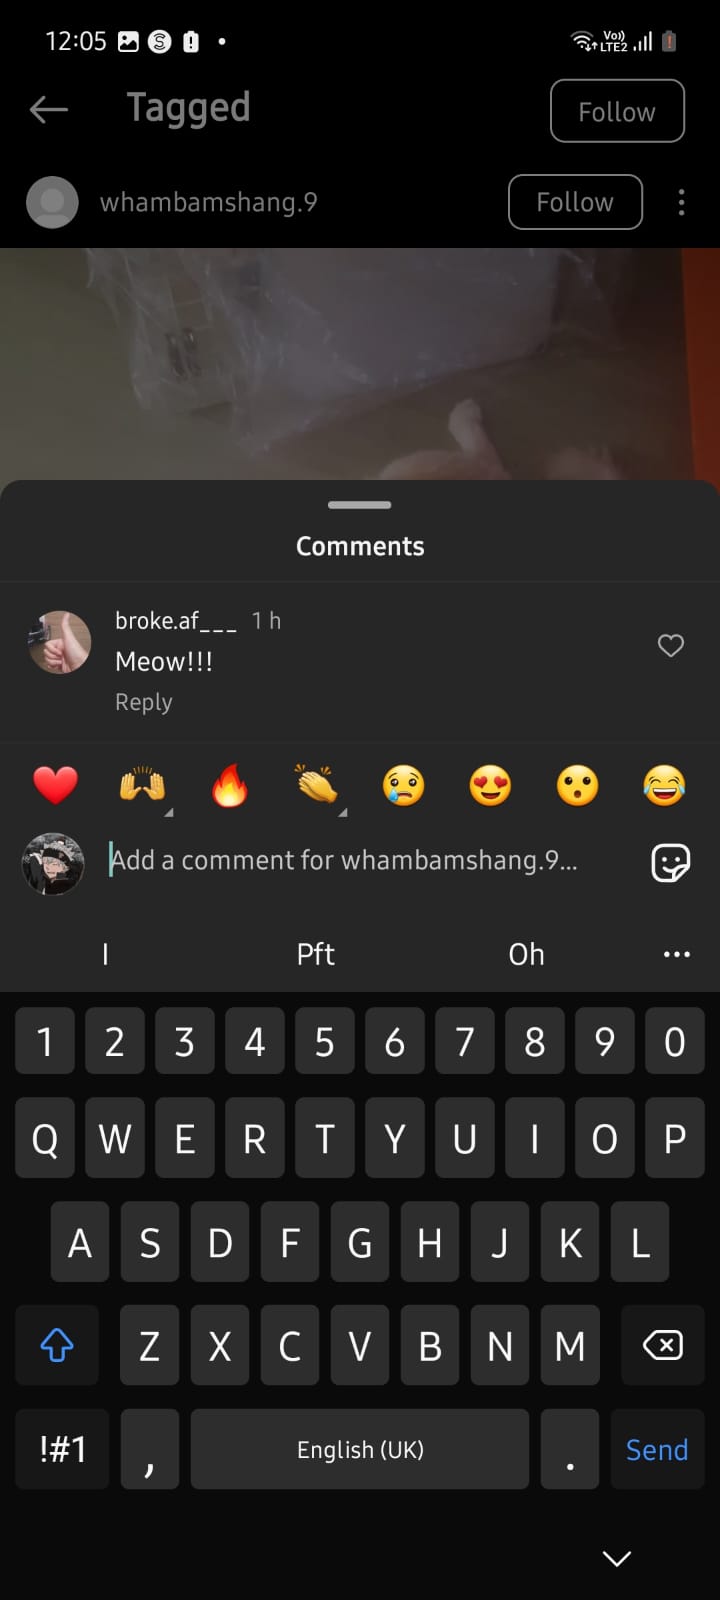 12:05 Vo)) LTE2
Tagged Follow
whambamshang.9 Follow
Comments
broke.af___ 1 h
Meow!!!
Reply
Add a comment for whambamshang.9...
I Pft Oh ...
1 2 3 4 5 6 7 8 9 0
Q W E R T Y U I O P
A S D F G H J K L
Z X C V B N M
!#1 , English (UK) . Send